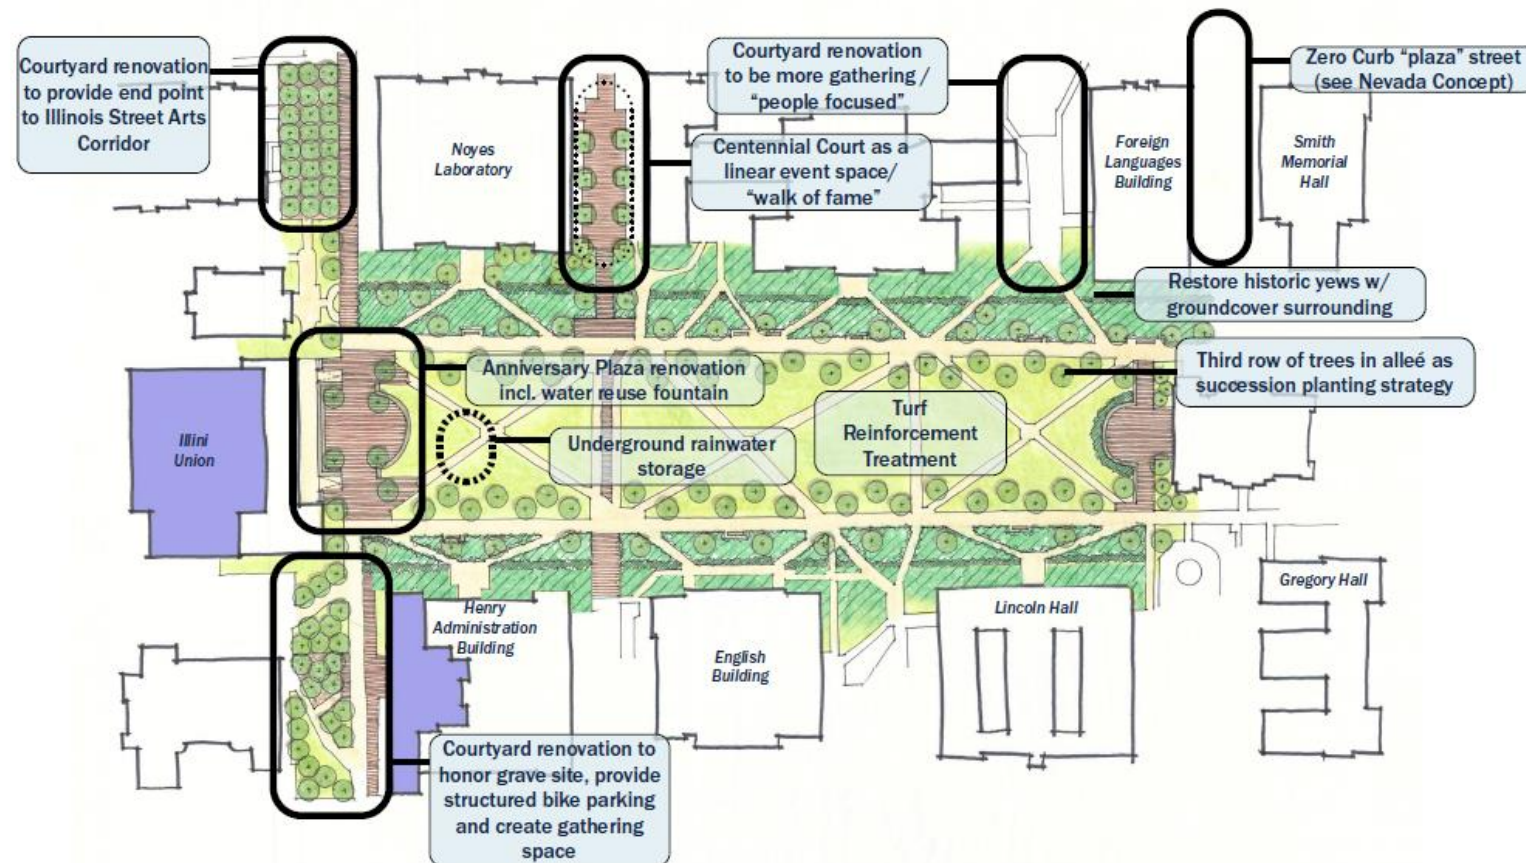 Courtyard renovation
to provide end point
to Illinois Street Arts
Corridor
Noyes
Laboratory
Courtyard renovation
to be more gathering /
“people focused”
Centennial Court as a
linear event space/
“walk of fame”
Foreign
Languages
Building
Zero Curb “plaza” street
(see Nevada Concept)
Smith
Memorial
Hall
Restore historic yews w/
groundcover surrounding
Third row of trees in alleé as
succession planting strategy
Anniversary Plaza renovation
incl. water reuse fountain
Turf
Reinforcement
Treatment
Underground rainwater
storage
Illini
Union
Henry
Administration
Building
English
Building
Lincoln Hall
Gregory Hall
Courtyard renovation to
honor grave site, provide
structured bike parking
and create gathering
space